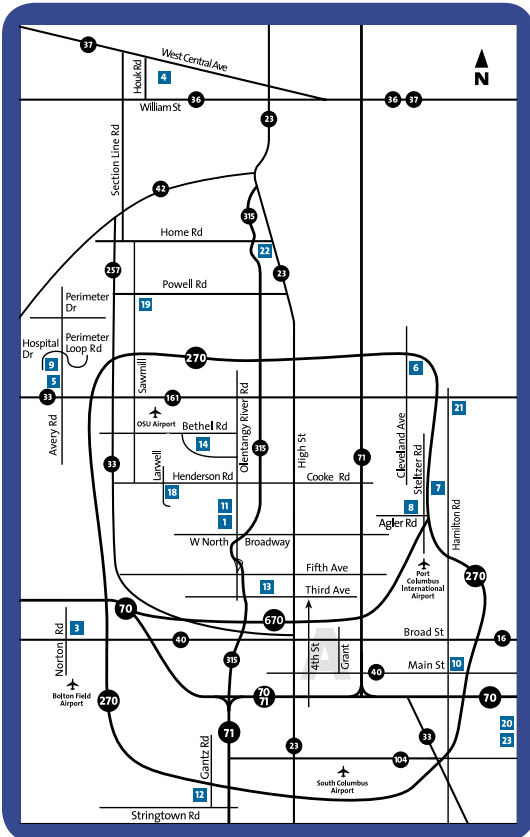 37
West Central Ave
Houk Rd
4
N
William St
36
36
37
23
Section Line Rd
42
315
Home Rd
22
257
23
Powell Rd
Perimeter
Dr
19
Hospital
Dr
Perimeter
Loop Rd
9
5
270
6
Sawmill
33
161
Avery Rd
OSU Airport
Olentangy River Rd
High St
Cleveland Ave
21
Bethel Rd
14
315
71
Stelzer Rd
Hamilton Rd
33
Larwell
Henderson Rd
Cooke Rd
18
7
11
1
8
Agler Rd
W North
Broadway
Port
Columbus
International
Airport
Fifth Ave
270
13
Third Ave
70
670
3
Norton Rd
40
A
4th St
Grant
Broad St
16
315
Main St
10
40
Bolton Field
Airport
270
70
71
70
71
Gantz Rd
23
33
20
23
104
South Columbus
Airport
12
Stringtown Rd